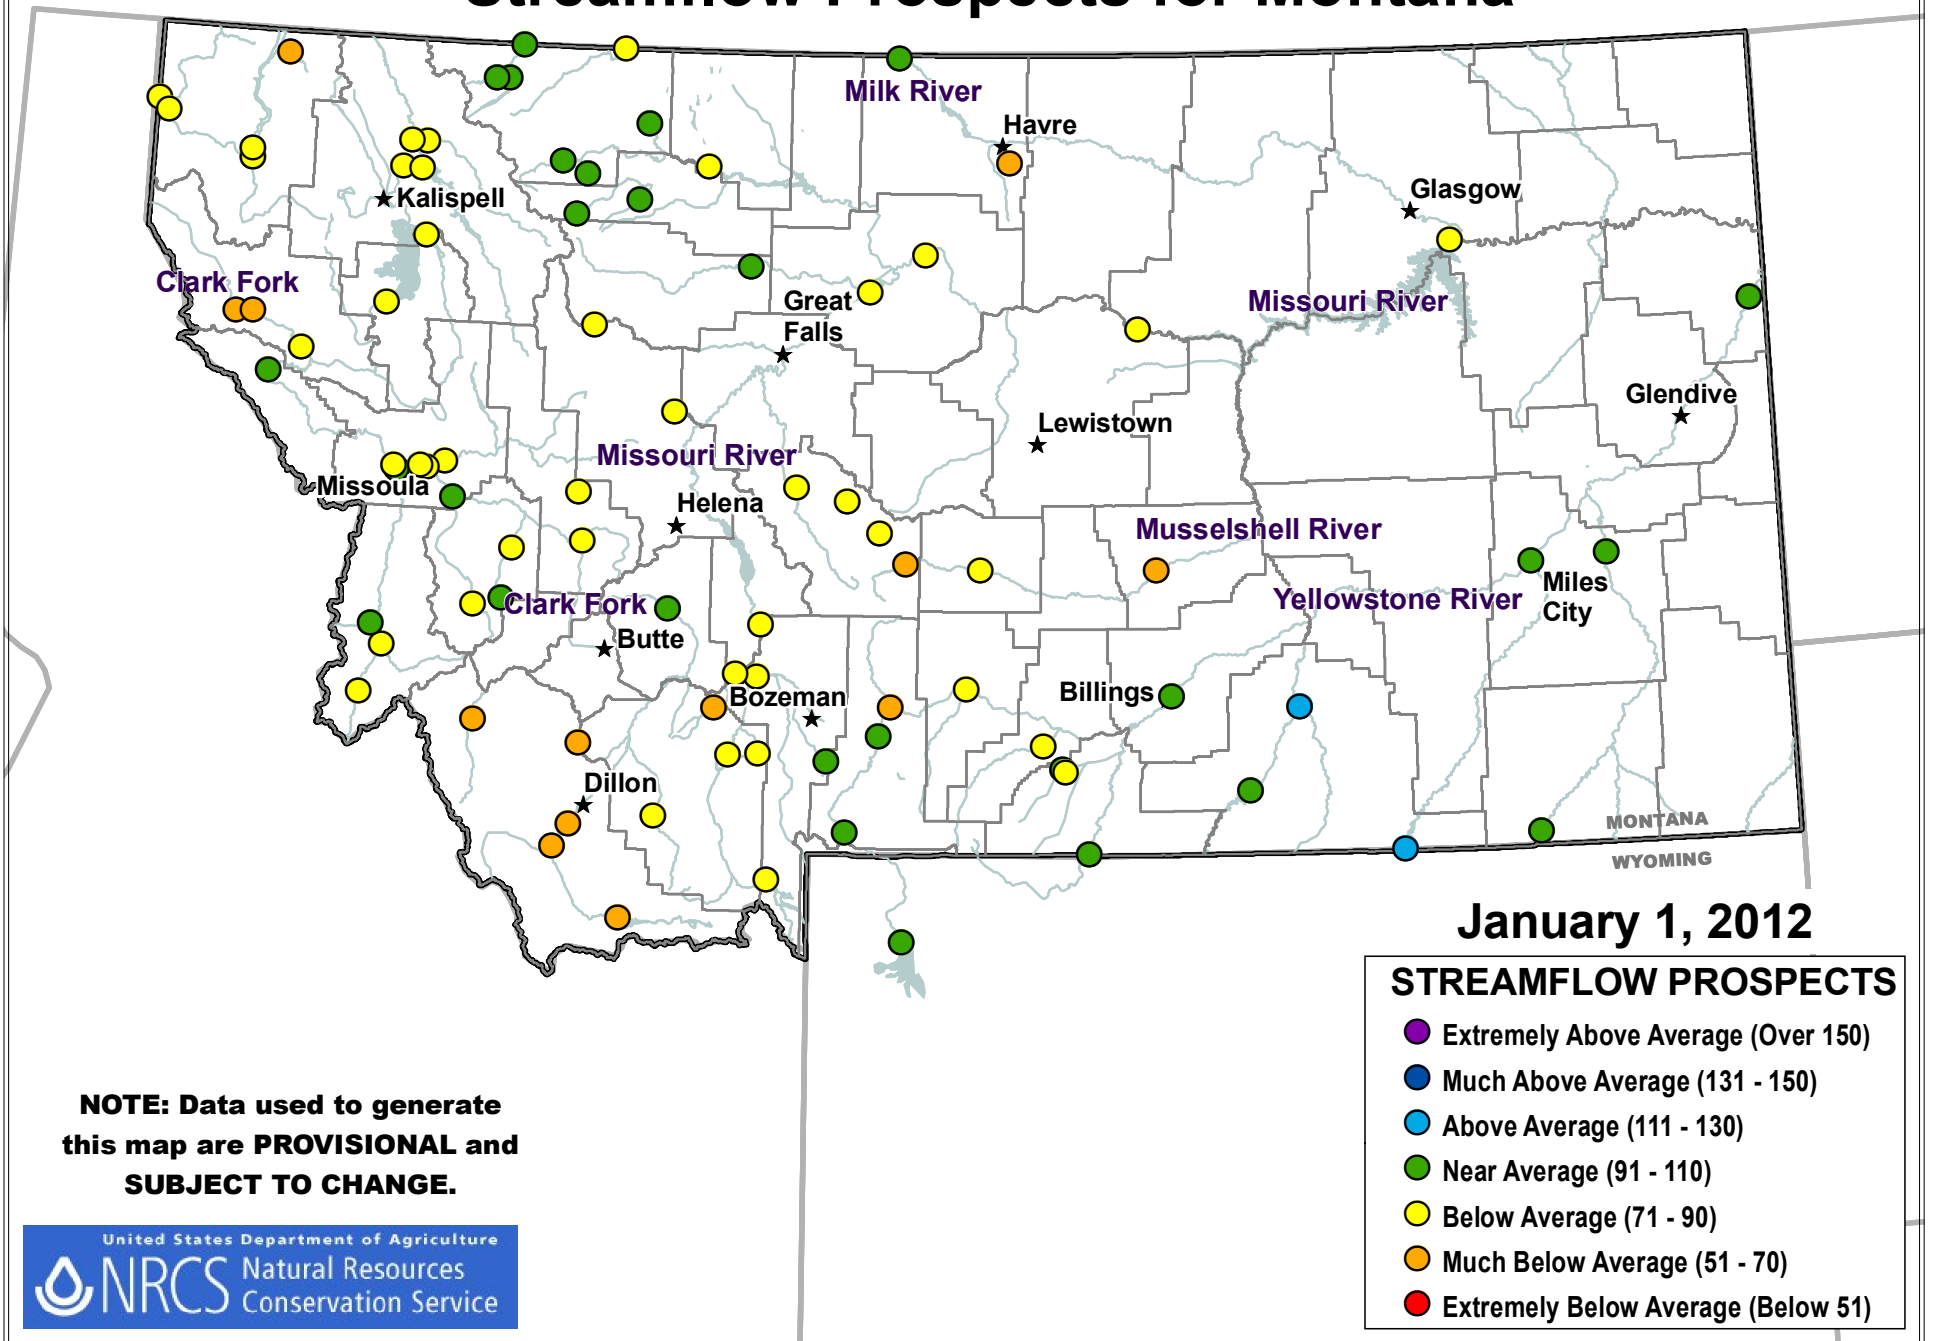 Streamflow Prospects for Montana
Milk River
Havre
Glasgow
Kalispell
Clark Fork
Great
Falls
Missouri River
Glendive
Lewistown
Missouri River
Missoula
Helena
Musselshell River
Miles
City
Yellowstone River
Clark Fork
Butte
Billings
Bozeman
Dillon
MONTANA
WYOMING
January 1, 2012
STREAMFLOW PROSPECTS
Extremely Above Average (Over 150)
Much Above Average (131 - 150)
Above Average (111 - 130)
Near Average (91 - 110)
Below Average (71 - 90)
Much Below Average (51 - 70)
Extremely Below Average (Below 51)
NOTE: Data used to generate
this map are PROVISIONAL and
SUBJECT TO CHANGE.
United States Department of Agriculture
NRCS
Natural Resources
Conservation Service